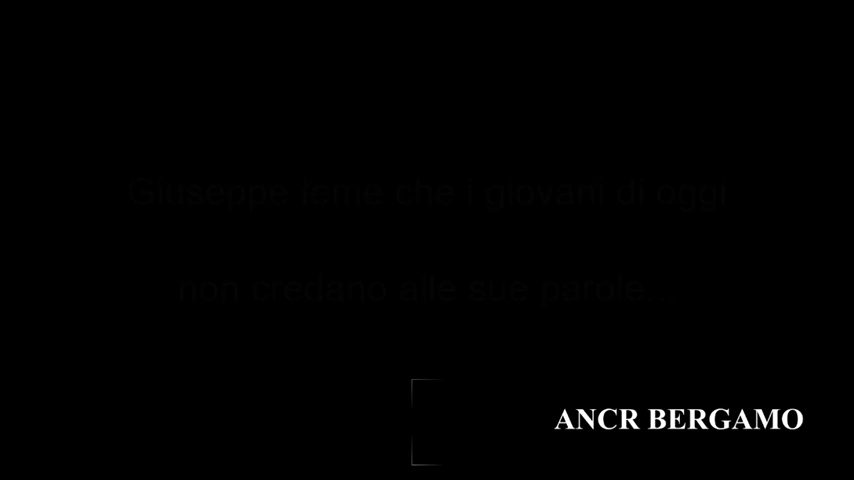 Giuseppe teme che i giovani di oggi
non credano alle sue parole...
ANCR BERGAMO